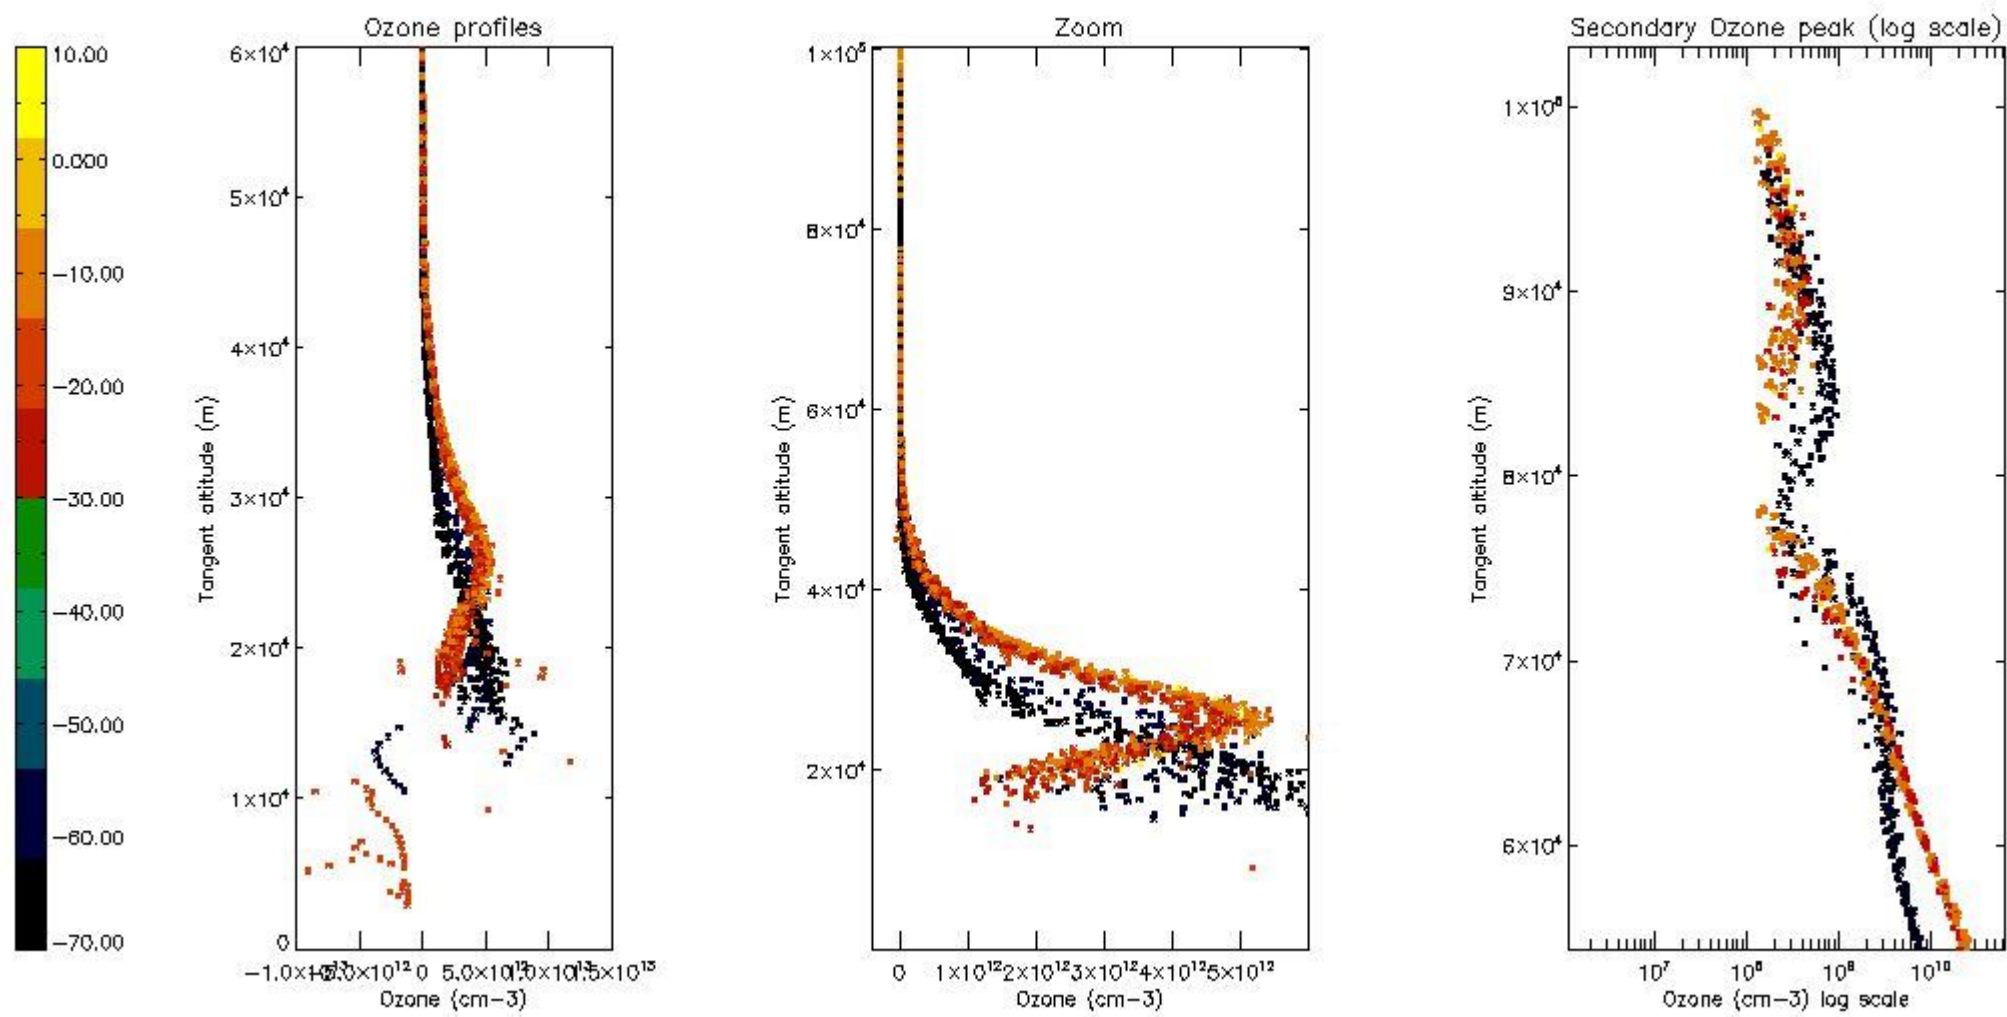 Ozone profiles
Zoom
Secondary Ozone peak (log scale)
10.00
0.000
−10.00
−20.00
−30.00
−40.00
−50.00
−60.00
−70.00
6×10⁴
5×10⁴
4×10⁴
3×10⁴
2×10⁴
1×10⁴
0
Tangent altitude (m)
0
Ozone (cm−3)
1×10⁵
8×10⁴
6×10⁴
4×10⁴
2×10⁴
Tangent altitude (m)
0 1×10¹² 2×10¹² 3×10¹² 4×10¹² 5×10¹²
Ozone (cm−3)
9×10⁴
8×10⁴
7×10⁴
6×10⁴
Tangent altitude (m)
10⁷ 10⁸ 10⁹ 10¹⁰
Ozone (cm−3) log scale